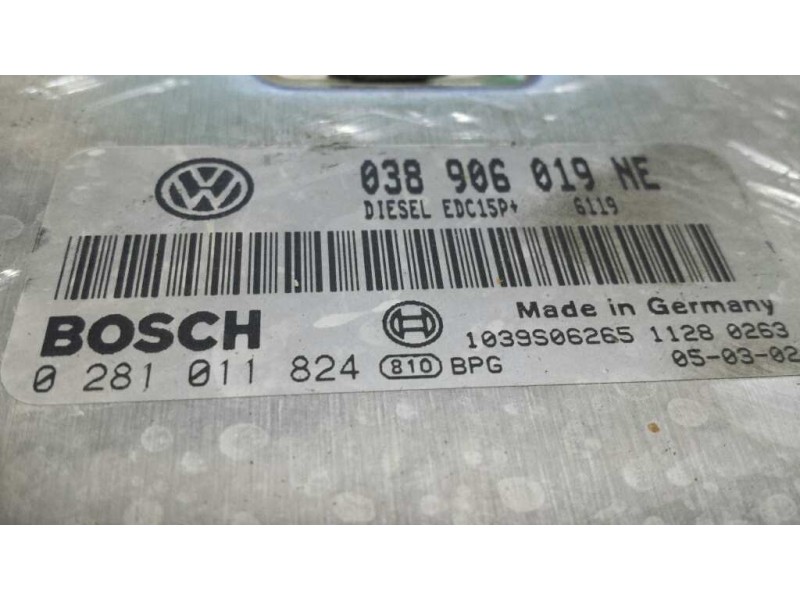 038 906 019 NE
DIESEL EDC15P+ 6119
BOSCH
Made in Germany
1039S06265 1128 0263
0 281 011 824 810 BPG 05-03-02